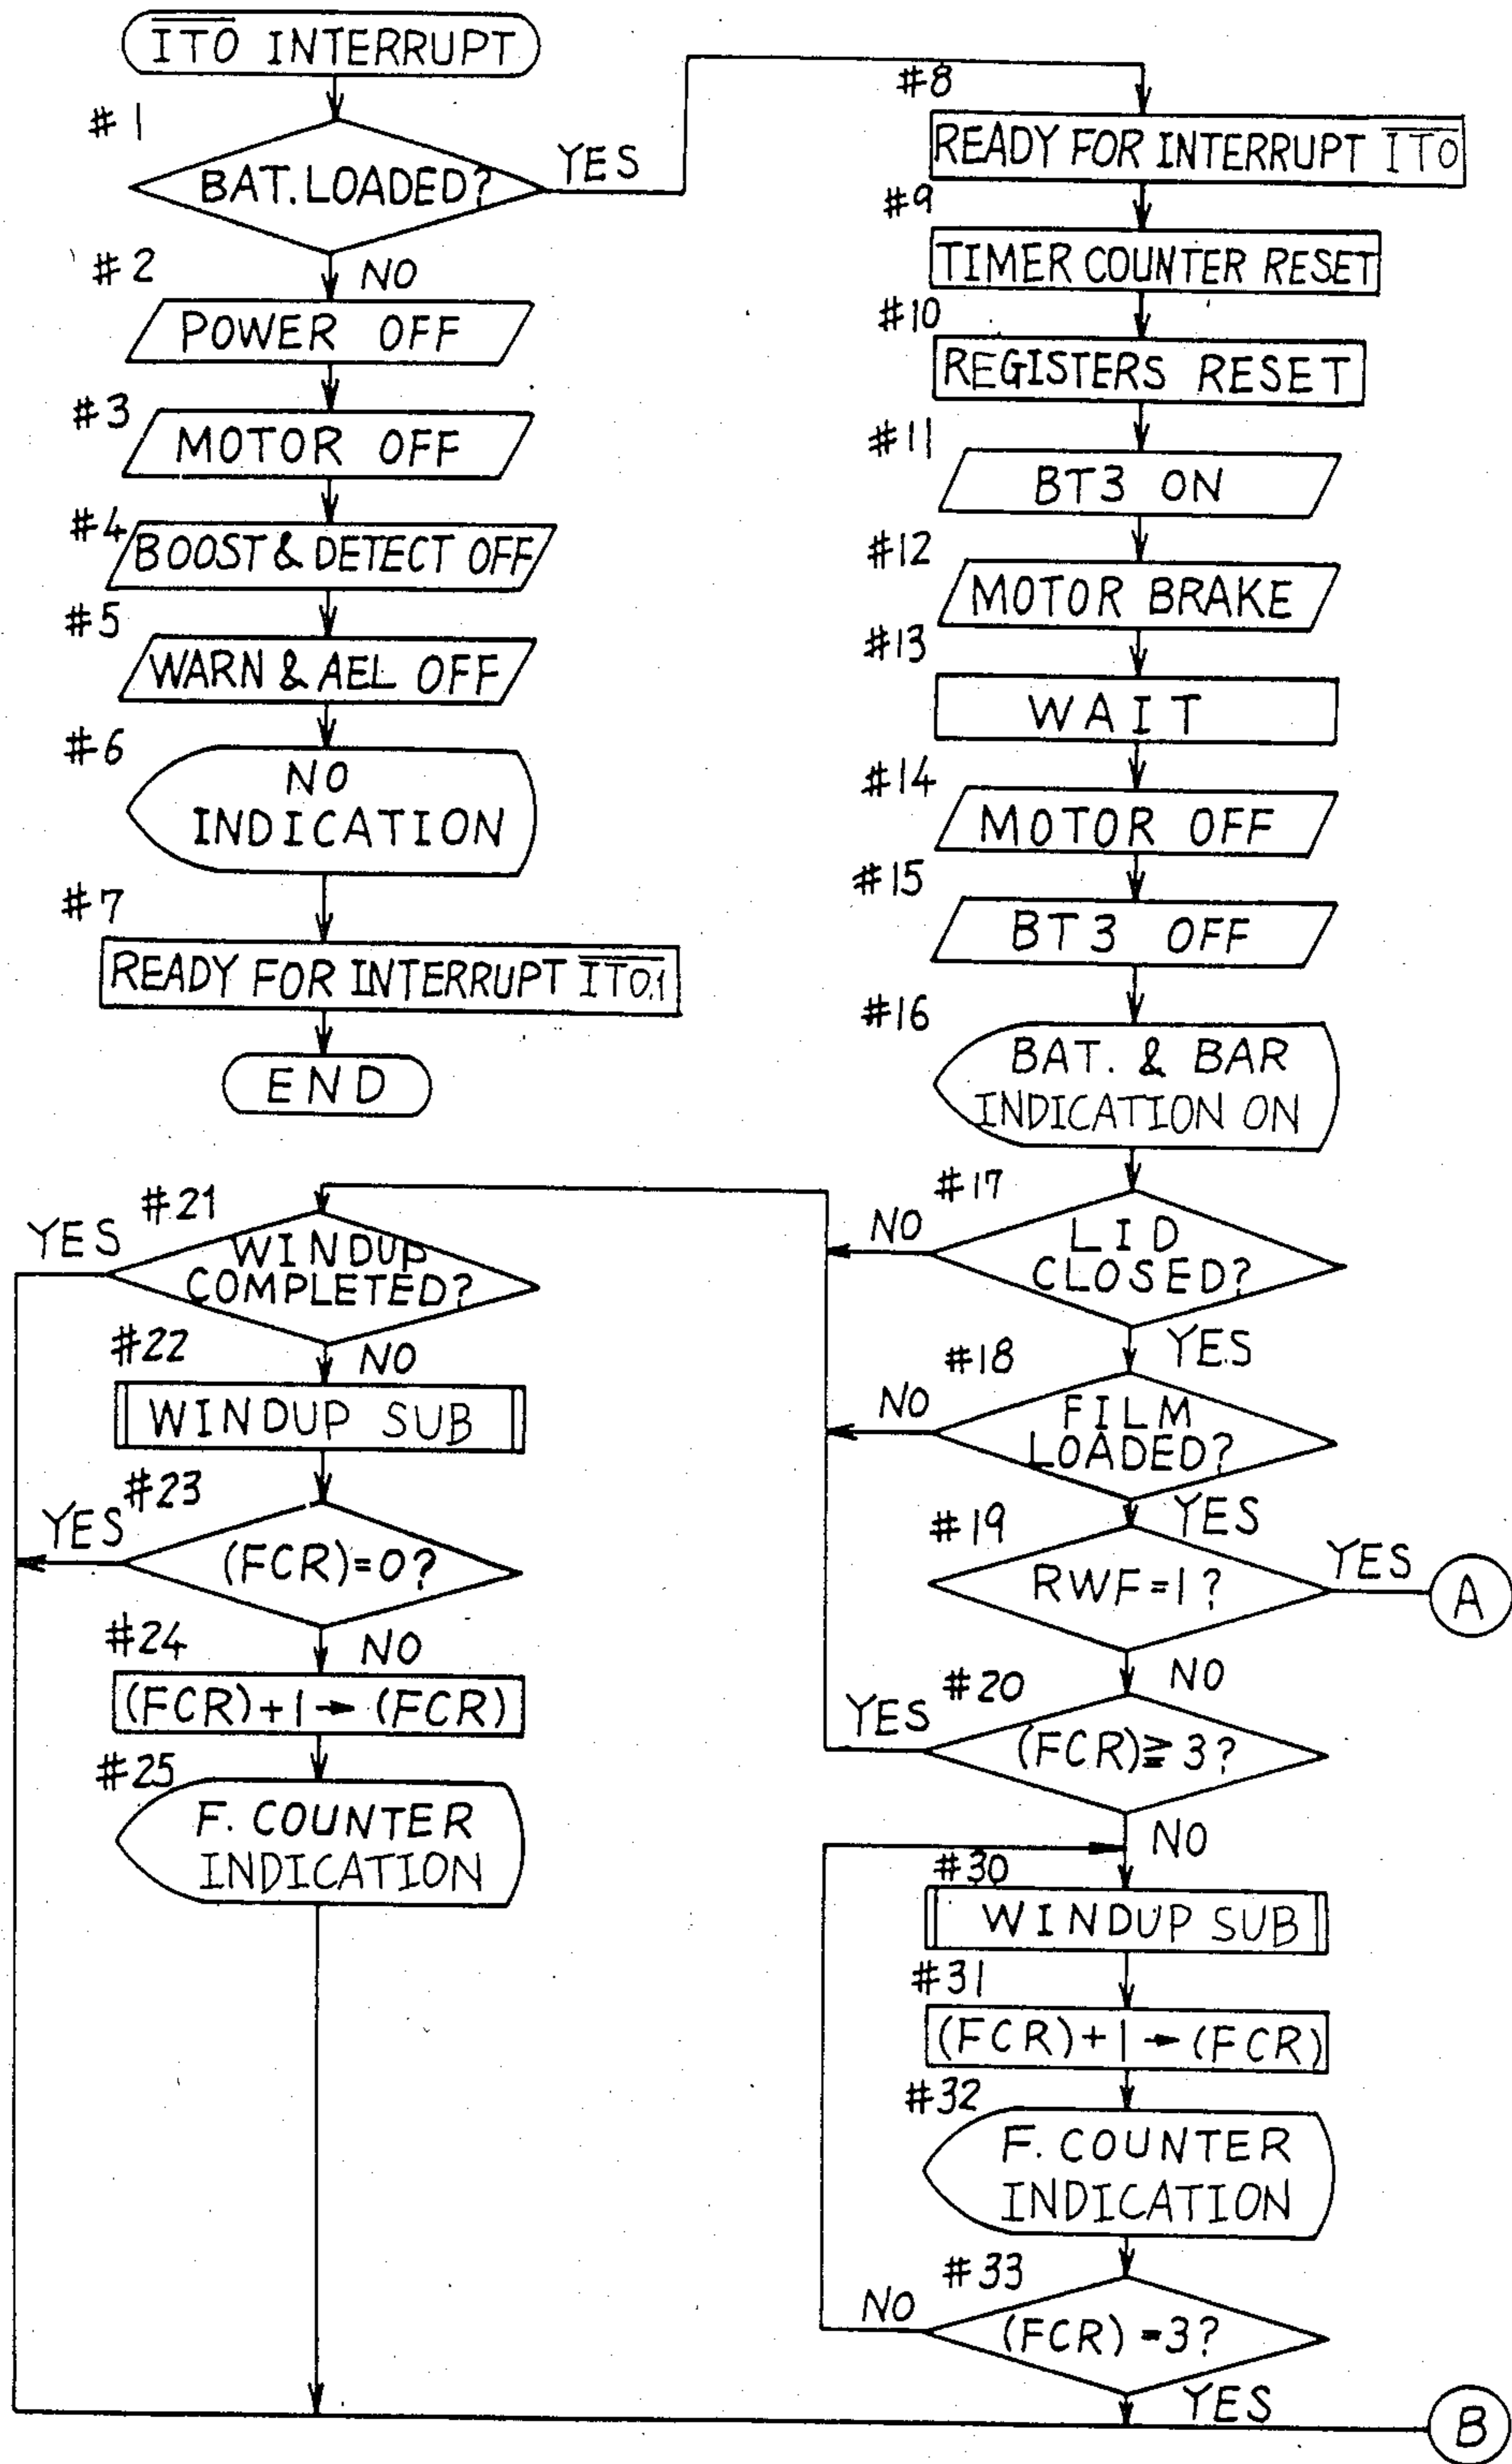 ITO INTERRUPT
#1
BAT.LOADED?
YES
NO
#2
POWER OFF
#3
MOTOR OFF
#4
BOOST & DETECT OFF
#5
WARN & AEL OFF
#6
NO
INDICATION
#7
READY FOR INTERRUPT ITO,1
END
#8
READY FOR INTERRUPT ITO
#9
TIMER COUNTER RESET
#10
REGISTERS RESET
#11
BT3 ON
#12
MOTOR BRAKE
#13
WAIT
#14
MOTOR OFF
#15
BT3 OFF
#16
BAT. & BAR
INDICATION ON
#17
LID
CLOSED?
NO
YES
#18
FILM
LOADED?
NO
YES
#19
RWF=1?
YES
A
NO
#20
(FCR)≧3?
YES
NO
#21
WINDUP
COMPLETED?
YES
NO
#22
WINDUP SUB
#23
(FCR)=0?
YES
NO
#24
(FCR)+1→(FCR)
#25
F. COUNTER
INDICATION
#30
WINDUP SUB
#31
(FCR)+1→(FCR)
#32
F. COUNTER
INDICATION
#33
(FCR)=3?
NO
YES
B